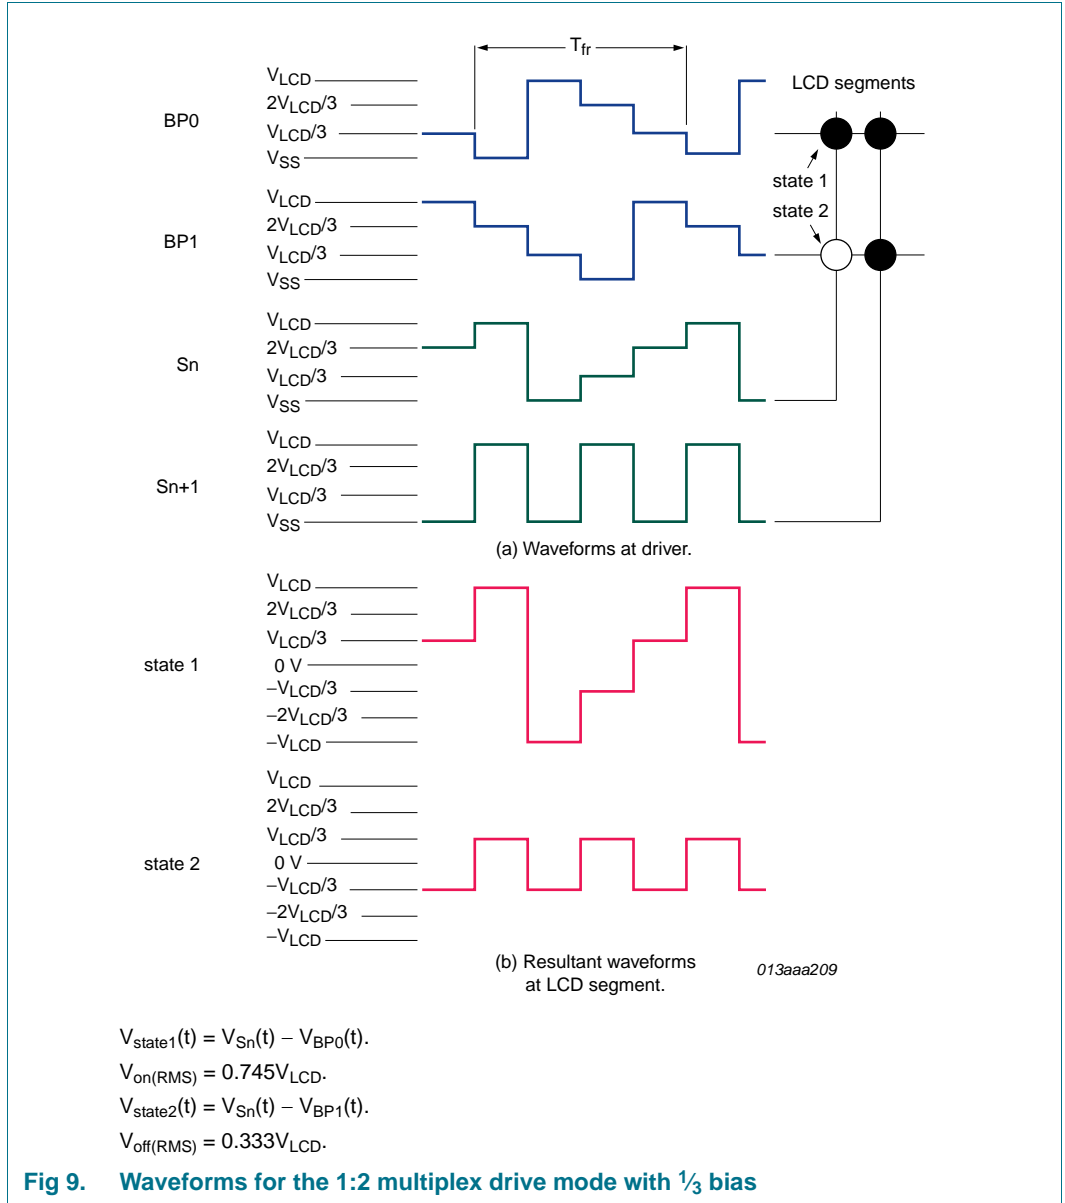 Tfr
VLCD
2VLCD/3
BP0
VLCD/3
VSS
LCD segments
state 1
state 2
VLCD
2VLCD/3
BP1
VLCD/3
VSS
VLCD
2VLCD/3
Sn
VLCD/3
VSS
VLCD
2VLCD/3
Sn+1
VLCD/3
VSS
(a) Waveforms at driver.
VLCD
2VLCD/3
VLCD/3
state 1
0 V
−VLCD/3
−2VLCD/3
−VLCD
VLCD
2VLCD/3
VLCD/3
state 2
0 V
−VLCD/3
−2VLCD/3
−VLCD
(b) Resultant waveforms
at LCD segment.
013aaa209
Vstate1(t) = VSn(t) − VBP0(t).
Von(RMS) = 0.745VLCD.
Vstate2(t) = VSn(t) − VBP1(t).
Voff(RMS) = 0.333VLCD.
Fig 9. Waveforms for the 1:2 multiplex drive mode with 1⁄3 bias